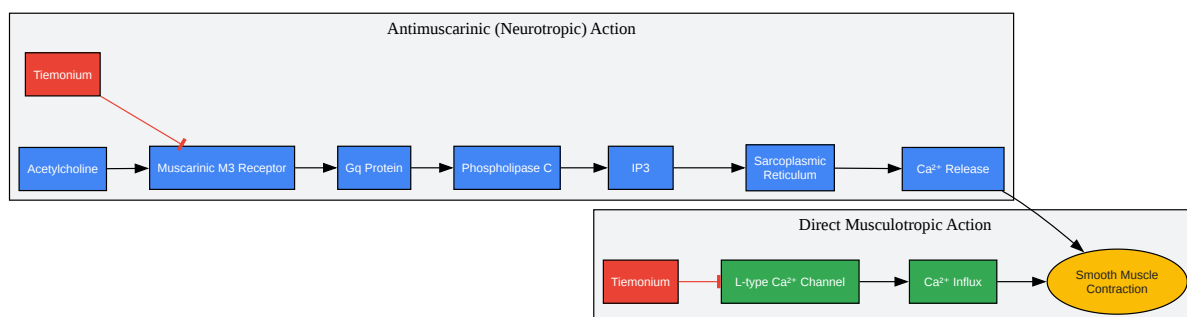 Antimuscarinic (Neurotropic) Action
Tiemonium
Acetylcholine
Muscarinic M3 Receptor
Gq Protein
Phospholipase C
IP3
Sarcoplasmic
Reticulum
Ca²⁺ Release
Direct Musculotropic Action
Tiemonium
L-type Ca²⁺ Channel
Ca²⁺ Influx
Smooth Muscle
Contraction